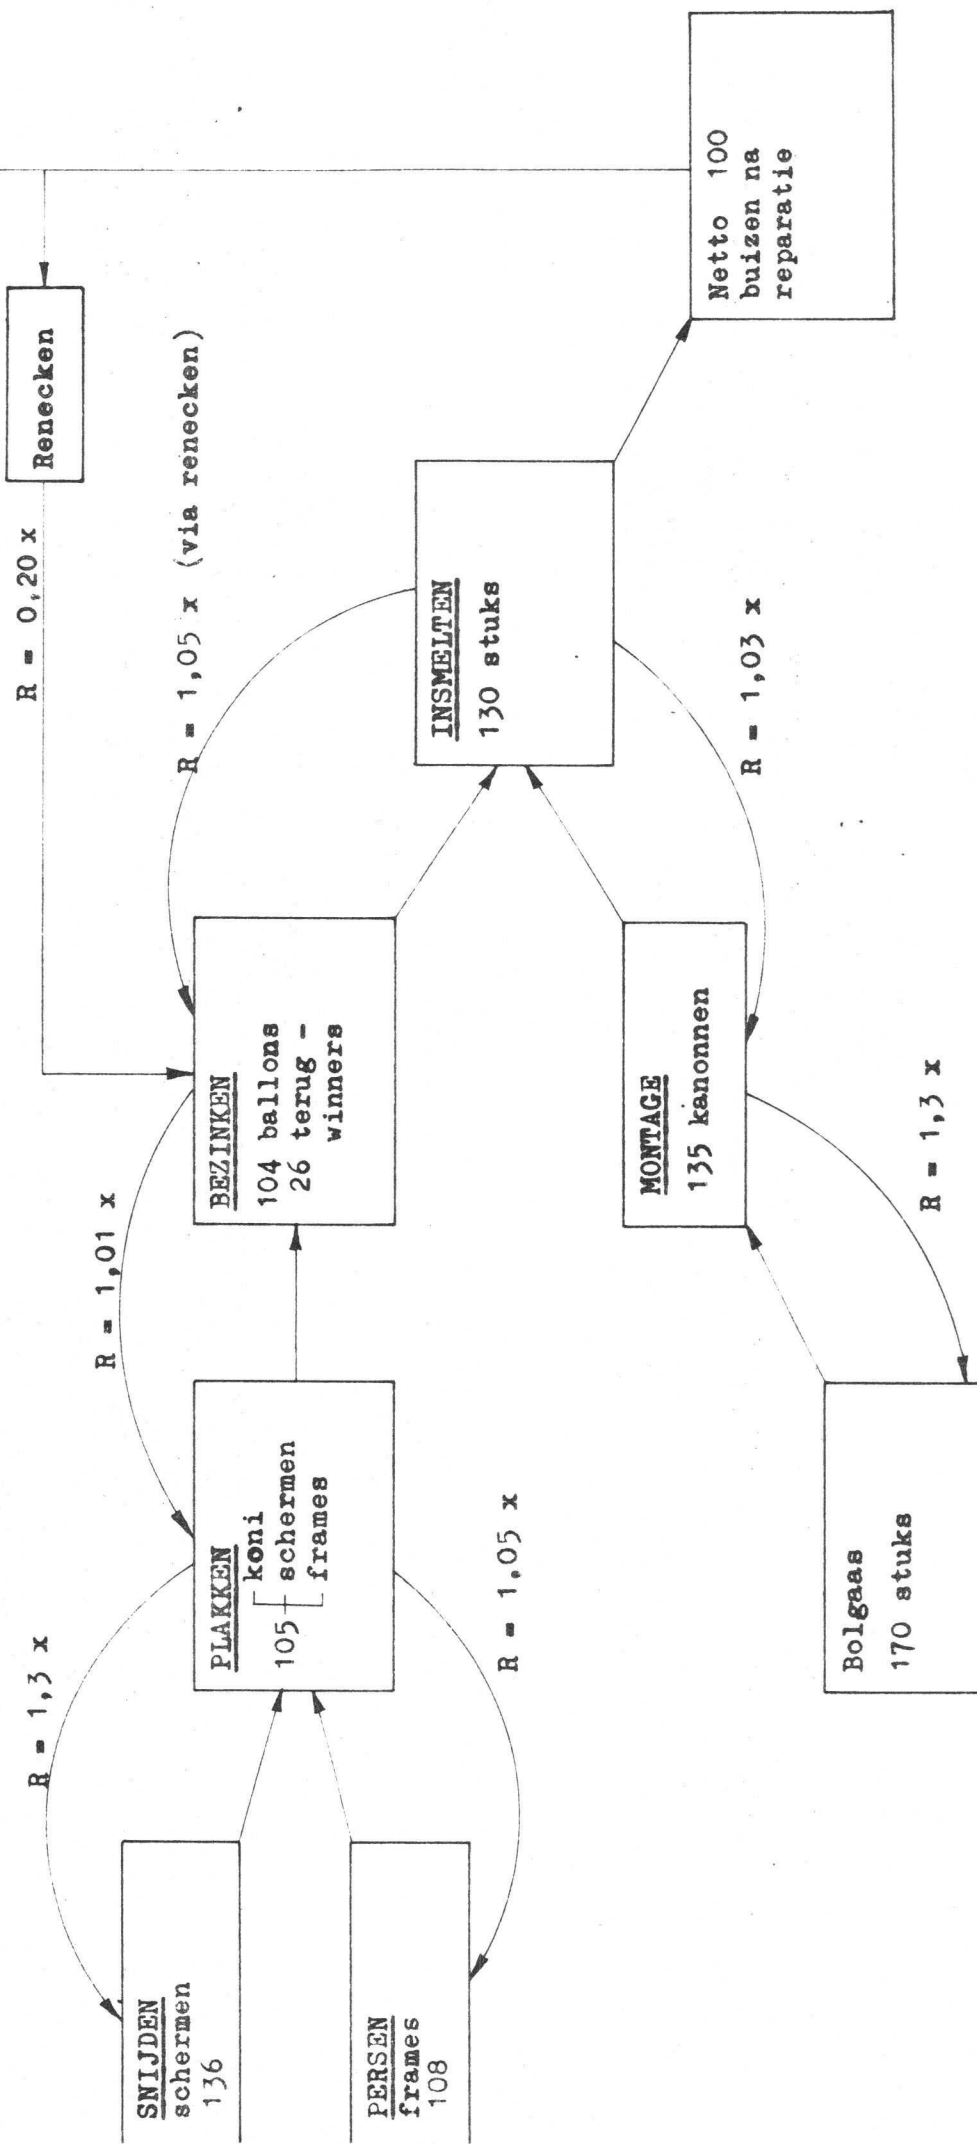 SNIJDEN
schermen
136
PERSEN
frames
108
R = 1,3 x
PLAKKEN
koni
105 schermen
frames
R = 1,05 x
R = 1,01 x
BEZINKEN
104 ballons
26 terug -
winners
R = 0,20 x
Renecken
R = 1,05 x (via renecken)
INSMELTEN
130 stuks
R = 1,03 x
MONTAGE
135 kanonnen
R = 1,3 x
Bolgaas
170 stuks
Netto 100
buizen na
reparatie